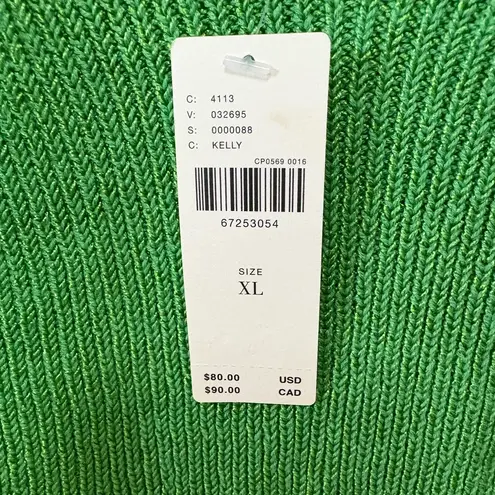 C: 4113
V: 032695
S: 0000088
C: KELLY
CP0569 0016
67253054
SIZE
XL
$80.00 USD
$90.00 CAD